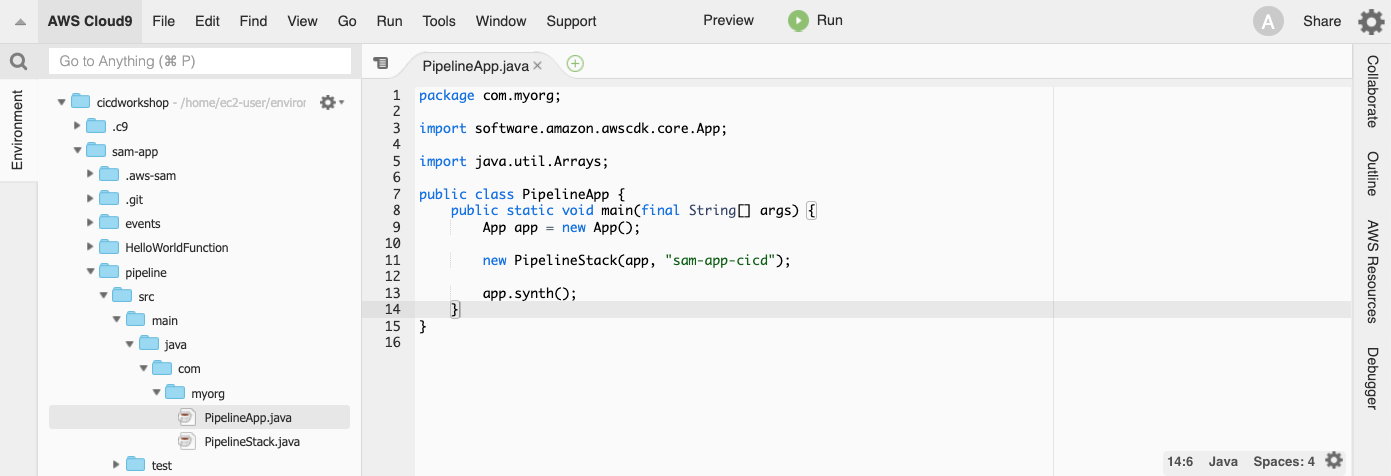 AWS Cloud9 File Edit Find View Go Run Tools Window Support Preview Run A Share
Go to Anything (⌘ P)
PipelineApp.java
Environment
cicdworkshop - /home/ec2-user/enviror
.c9
sam-app
.aws-sam
.git
events
HelloWorldFunction
pipeline
src
main
java
com
myorg
PipelineApp.java
PipelineStack.java
test
1 package com.myorg;
2
3 import software.amazon.awscdk.core.App;
4
5 import java.util.Arrays;
6
7 public class PipelineApp {
8     public static void main(final String[] args) {
9         App app = new App();
10
11         new PipelineStack(app, "sam-app-cicd");
12
13         app.synth();
14     }
15 }
16
14:6 Java Spaces: 4
Collaborate
Outline
AWS Resources
Debugger